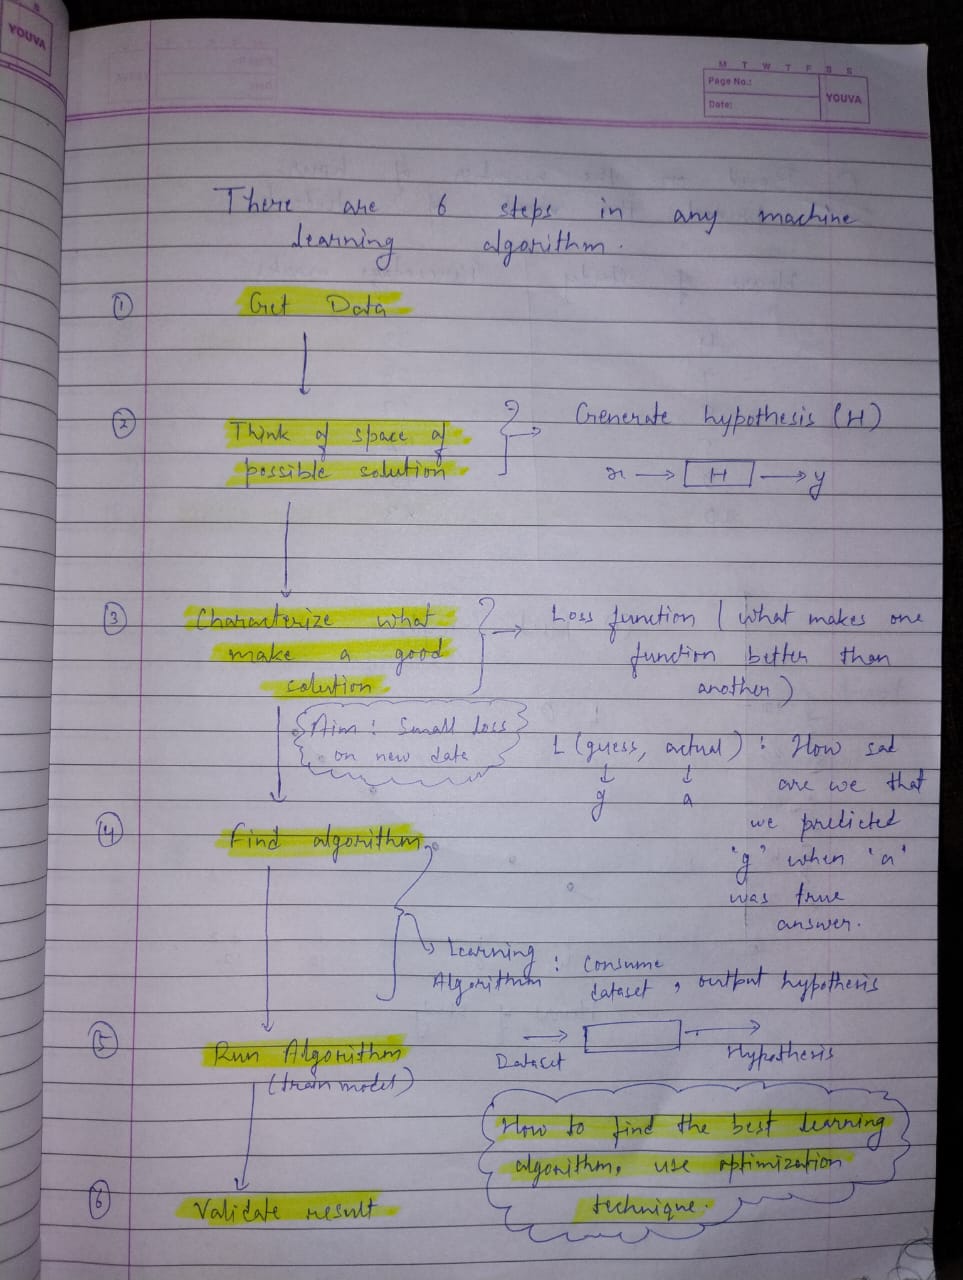 YOUVA
M T W T F S S
Page No.:
Date:
YOUVA
There are 6 steps in any machine
learning algorithm.
① Get Data
② Think of space of
possible solution
Generate hypothesis (H)
x → H → y
③ Characterize what
make a good
solution
Loss function (what makes one
function better than
another)
Aim : Small loss
on new data
L (guess, actual) : How sad
g a are we that
we predicted
'g' when 'a'
was true
answer.
④ Find algorithm
Learning
Algorithm : Consume
dataset, output hypothesis
⑤ Run Algorithm
(train model)
Dataset → → Hypothesis
How to find the best learning
algorithm, use optimization
technique.
⑥ Validate result